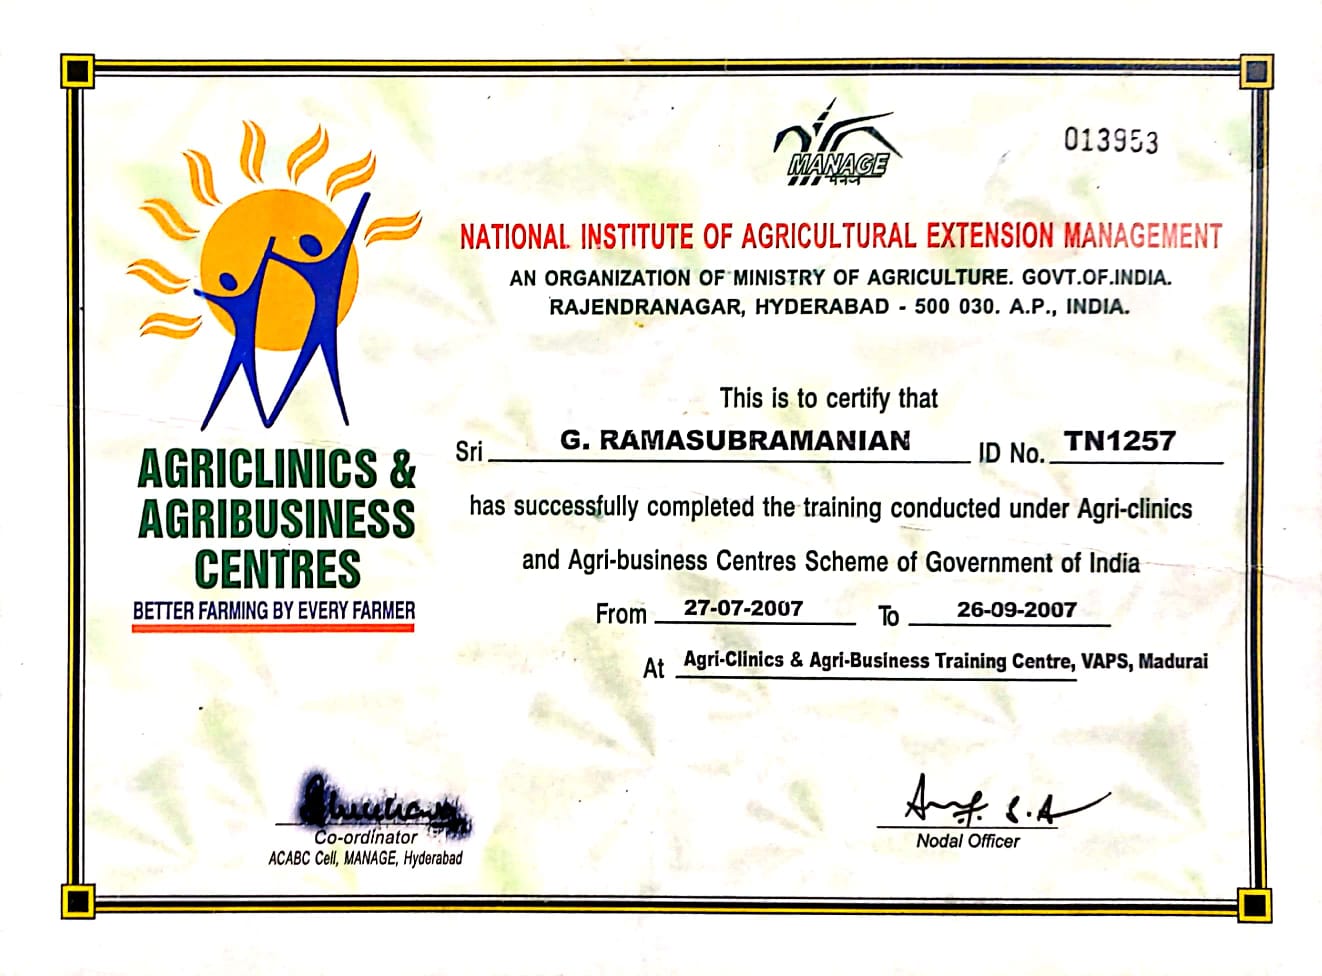 MANAGE
013953
NATIONAL INSTITUTE OF AGRICULTURAL EXTENSION MANAGEMENT
AN ORGANIZATION OF MINISTRY OF AGRICULTURE. GOVT.OF.INDIA.
RAJENDRANAGAR, HYDERABAD - 500 030. A.P., INDIA.
This is to certify that
Sri G. RAMASUBRAMANIAN ID No. TN1257
has successfully completed the training conducted under Agri-clinics
and Agri-business Centres Scheme of Government of India
From 27-07-2007 To 26-09-2007
At Agri-Clinics & Agri-Business Training Centre, VAPS, Madurai
AGRICLINICS &
AGRIBUSINESS
CENTRES
BETTER FARMING BY EVERY FARMER
Co-ordinator
ACABC Cell, MANAGE, Hyderabad
Nodal Officer